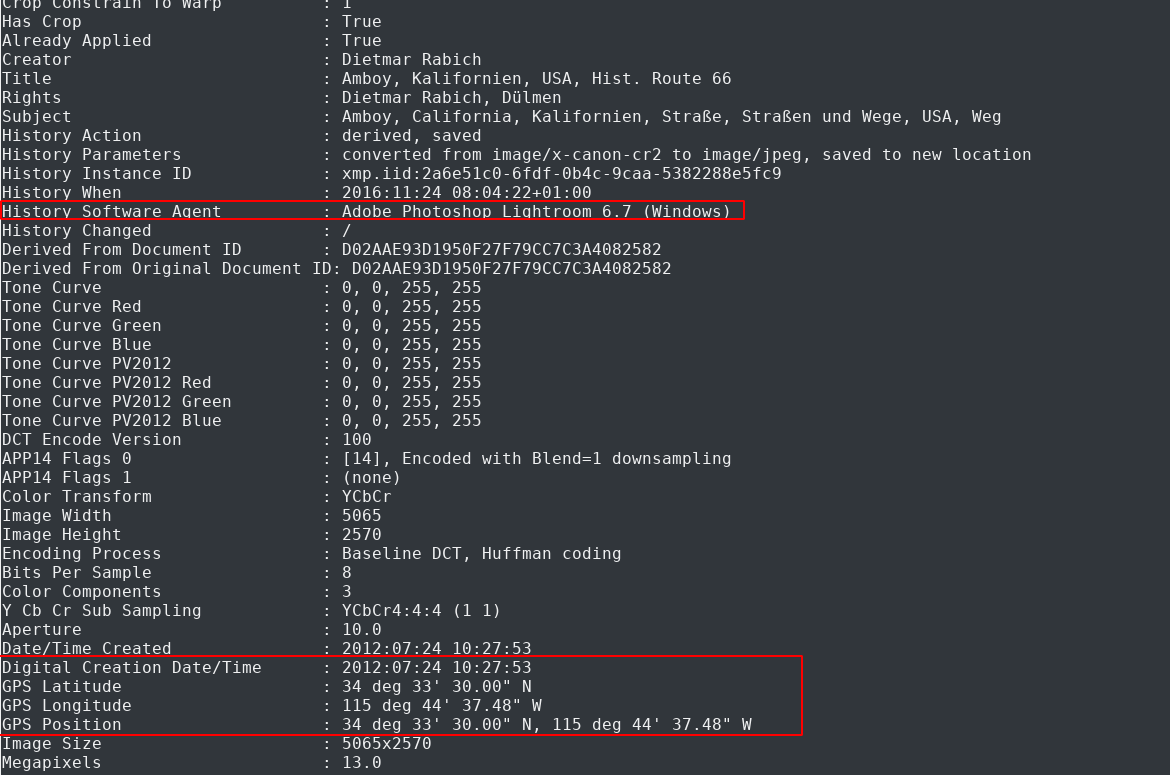 Crop Constrain To Warp : 1
Has Crop : True
Already Applied : True
Creator : Dietmar Rabich
Title : Amboy, Kalifornien, USA, Hist. Route 66
Rights : Dietmar Rabich, Dülmen
Subject : Amboy, California, Kalifornien, Straße, Straßen und Wege, USA, Weg
History Action : derived, saved
History Parameters : converted from image/x-canon-cr2 to image/jpeg, saved to new location
History Instance ID : xmp.iid:2a6e51c0-6fdf-0b4c-9caa-5382288e5fc9
History When : 2016:11:24 08:04:22+01:00
History Software Agent : Adobe Photoshop Lightroom 6.7 (Windows)
History Changed : /
Derived From Document ID : D02AAE93D1950F27F79CC7C3A4082582
Derived From Original Document ID: D02AAE93D1950F27F79CC7C3A4082582
Tone Curve : 0, 0, 255, 255
Tone Curve Red : 0, 0, 255, 255
Tone Curve Green : 0, 0, 255, 255
Tone Curve Blue : 0, 0, 255, 255
Tone Curve PV2012 : 0, 0, 255, 255
Tone Curve PV2012 Red : 0, 0, 255, 255
Tone Curve PV2012 Green : 0, 0, 255, 255
Tone Curve PV2012 Blue : 0, 0, 255, 255
DCT Encode Version : 100
APP14 Flags 0 : [14], Encoded with Blend=1 downsampling
APP14 Flags 1 : (none)
Color Transform : YCbCr
Image Width : 5065
Image Height : 2570
Encoding Process : Baseline DCT, Huffman coding
Bits Per Sample : 8
Color Components : 3
Y Cb Cr Sub Sampling : YCbCr4:4:4 (1 1)
Aperture : 10.0
Date/Time Created : 2012:07:24 10:27:53
Digital Creation Date/Time : 2012:07:24 10:27:53
GPS Latitude : 34 deg 33' 30.00" N
GPS Longitude : 115 deg 44' 37.48" W
GPS Position : 34 deg 33' 30.00" N, 115 deg 44' 37.48" W
Image Size : 5065x2570
Megapixels : 13.0